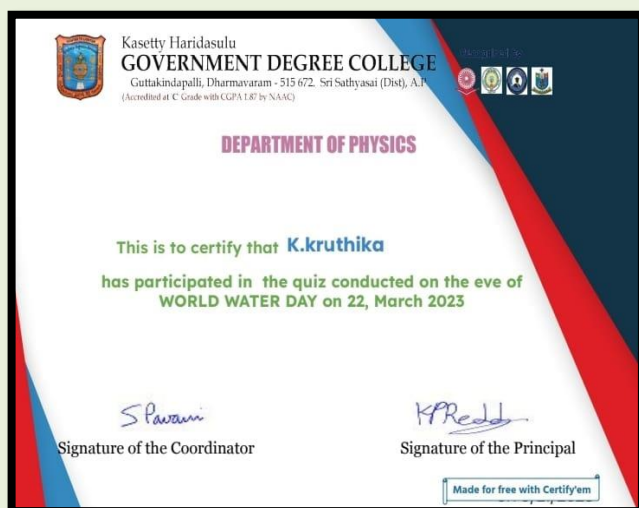 Kasetty Haridasulu
GOVERNMENT DEGREE COLLEGE
Guttakindapalli, Dharmavaram - 515 672. Sri Sathyasai (Dist), A.P
(Accredited at 'C' Grade with CGPA 1.87 by NAAC)
DEPARTMENT OF PHYSICS
This is to certify that K.kruthika
has participated in the quiz conducted on the eve of
WORLD WATER DAY on 22, March 2023
S Pavani
KPReddy
Signature of the Coordinator
Signature of the Principal
Made for free with Certify'em